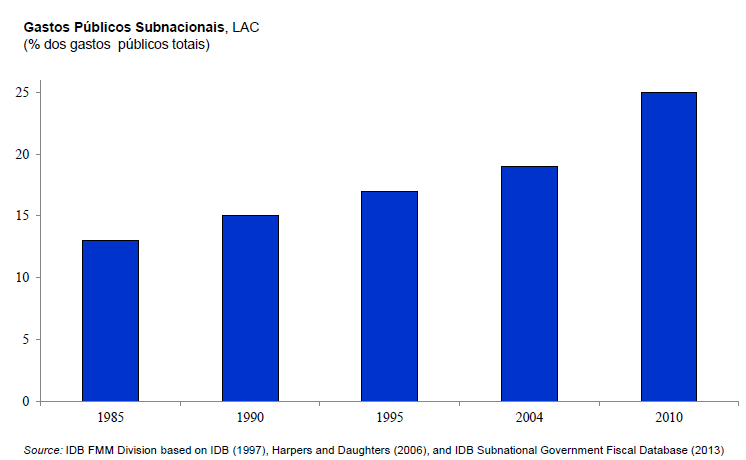 Gastos Públicos Subnacionais, LAC
(% dos gastos públicos totais)
25
20
15
10
5
0
1985 1990 1995 2004 2010
Source: IDB FMM Division based on IDB (1997), Harpers and Daughters (2006), and IDB Subnational Government Fiscal Database (2013)